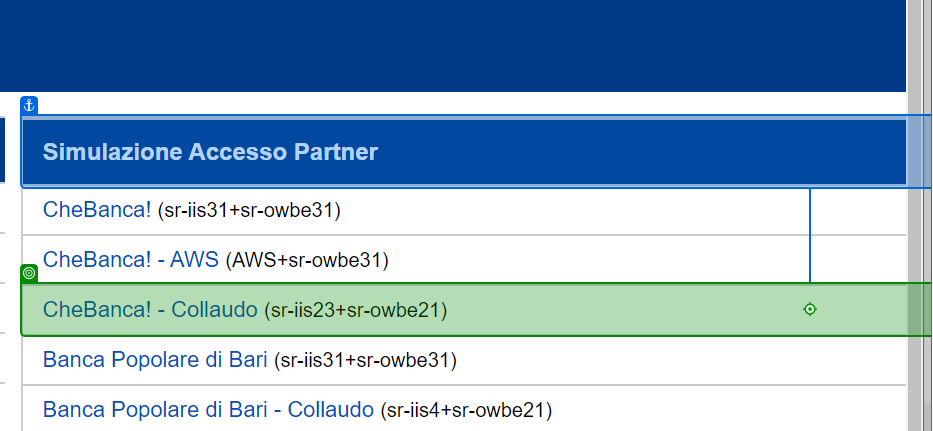 Simulazione Accesso Partner
CheBanca! (sr-iis31+sr-owbe31)
CheBanca! - AWS (AWS+sr-owbe31)
CheBanca! - Collaudo (sr-iis23+sr-owbe21)
Banca Popolare di Bari (sr-iis31+sr-owbe31)
Banca Popolare di Bari - Collaudo (sr-iis4+sr-owbe21)